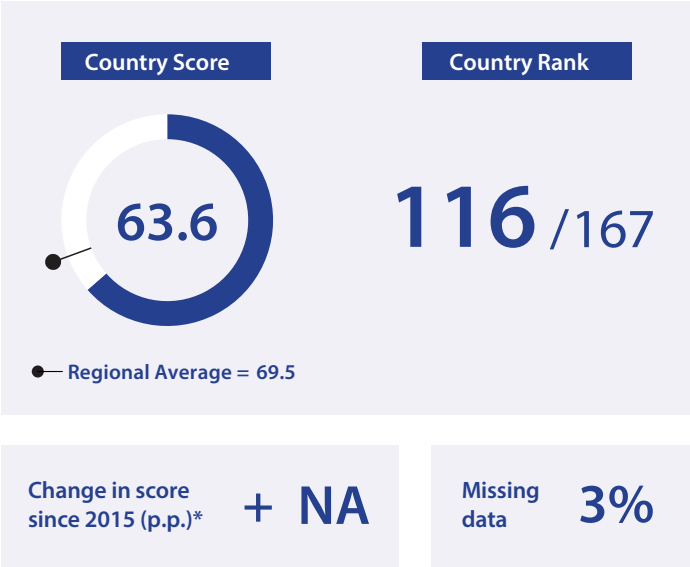 Country Score
Country Rank
63.6
116 /167
Regional Average = 69.5
Change in score
since 2015 (p.p.)*
+ NA
Missing
data
3%